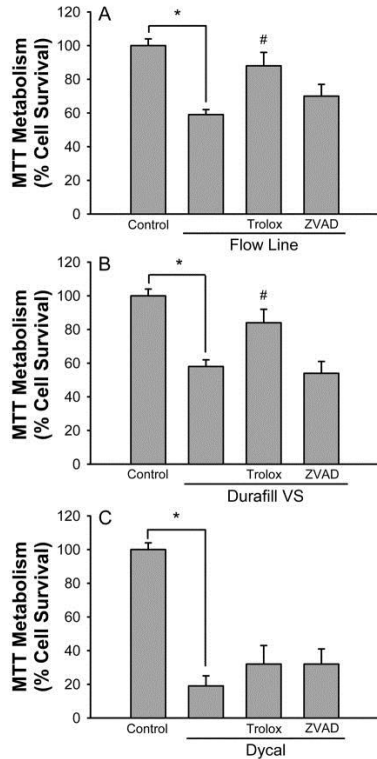 A
MTT Metabolism
(% Cell Survival)
120
100
80
60
40
20
0
*
#
Control
Trolox
ZVAD
Flow Line
B
MTT Metabolism
(% Cell Survival)
120
100
80
60
40
20
0
*
#
Control
Trolox
ZVAD
Durafill VS
C
MTT Metabolism
(% Cell Survival)
120
100
80
60
40
20
0
*
Control
Trolox
ZVAD
Dycal